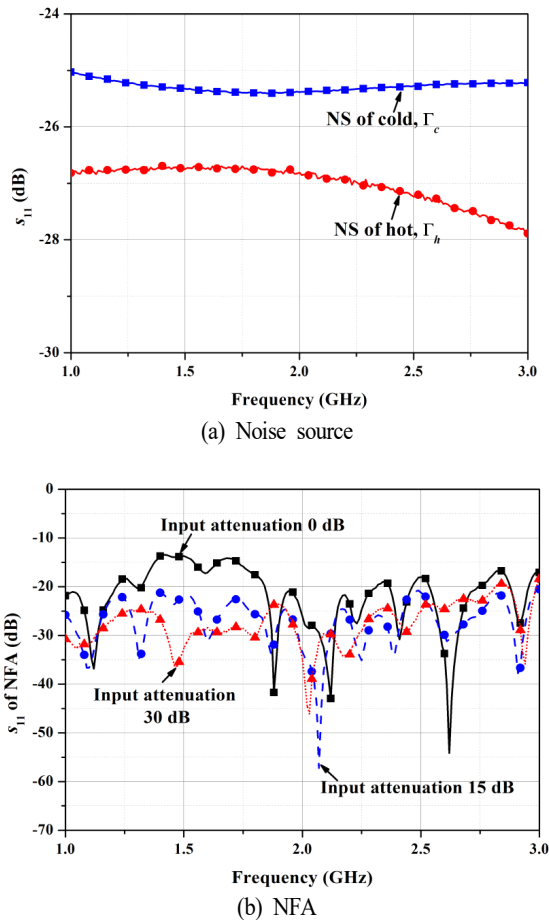 -24
-26
-28
-30
s11 (dB)
NS of cold, Γc
NS of hot, Γh
1.0 1.5 2.0 2.5 3.0
Frequency (GHz)
(a) Noise source
0
-10
-20
-30
-40
-50
-60
-70
s11 of NFA (dB)
Input attenuation 0 dB
Input attenuation
30 dB
Input attenuation 15 dB
1.0 1.5 2.0 2.5 3.0
Frequency (GHz)
(b) NFA